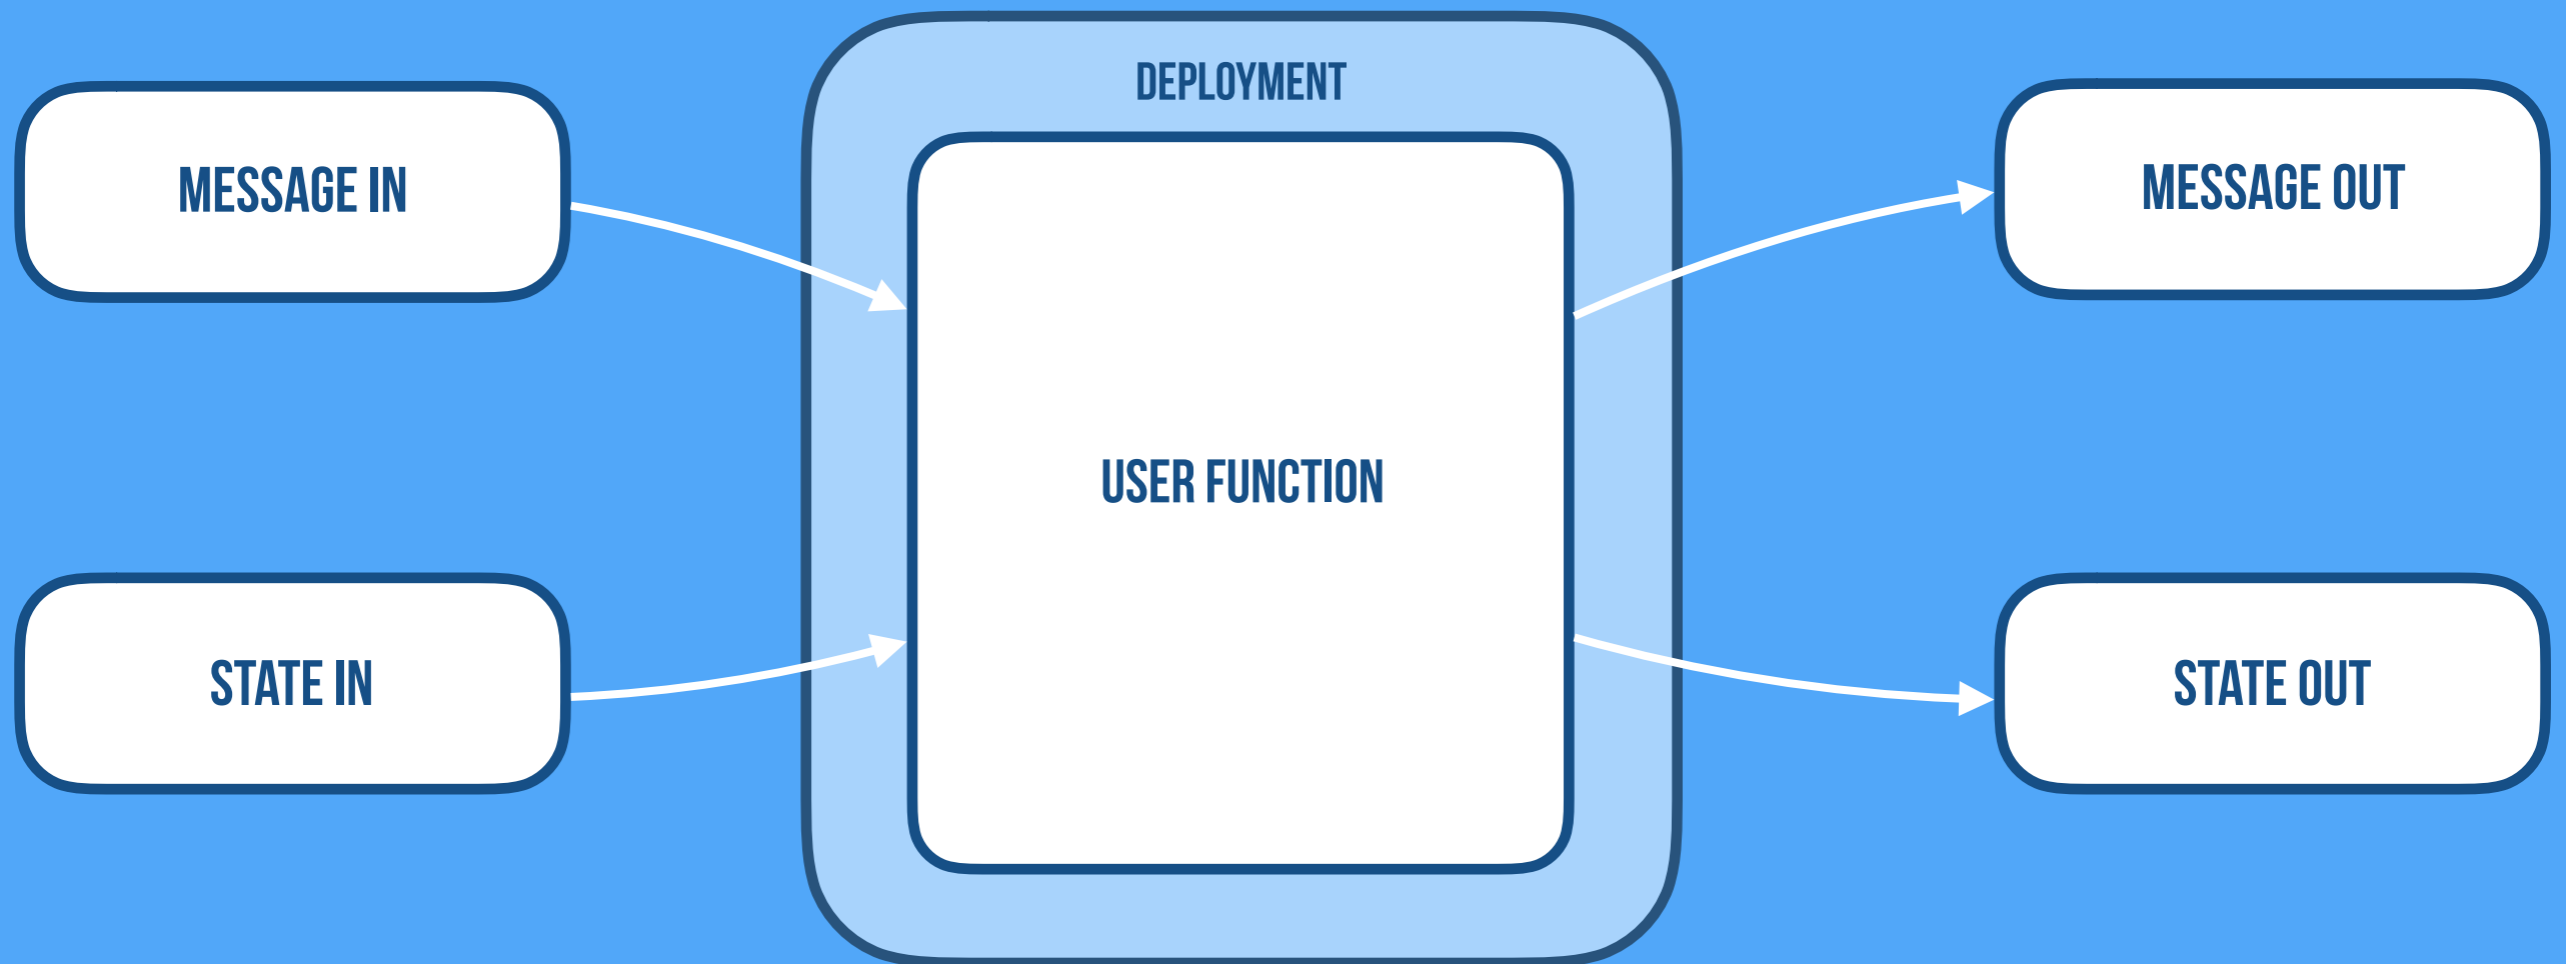 DEPLOYMENT
MESSAGE IN
MESSAGE OUT
USER FUNCTION
STATE IN
STATE OUT